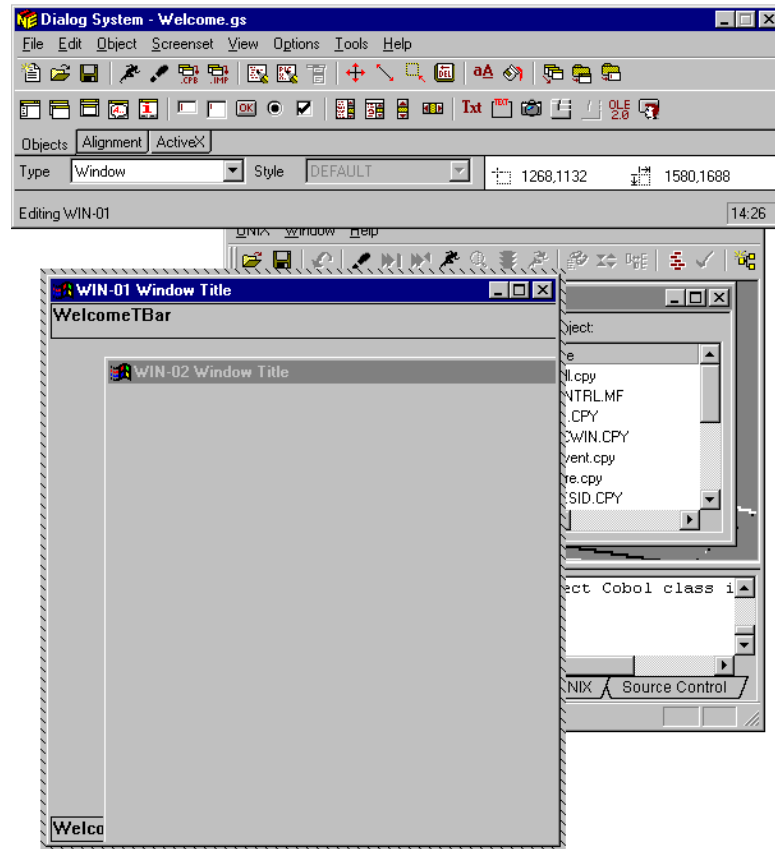 Dialog System - Welcome.gs
File Edit Object Screenset View Options Tools Help
.CPB .IMP DEL aA
OK Txt TEXT OLE 2.0
Objects Alignment ActiveX
Type Window Style DEFAULT 1268,1132 1580,1688
Editing WIN-01 14:26
UNIX Window Help
WIN-01 Window Title
WelcomeTBar
WIN-02 Window Title
oject:
e
ll.cpy
NTRL.MF
.CPY
CWIN.CPY
vent.cpy
re.cpy
SID.CPY
ect Cobol class i
NIX Source Control
Welco